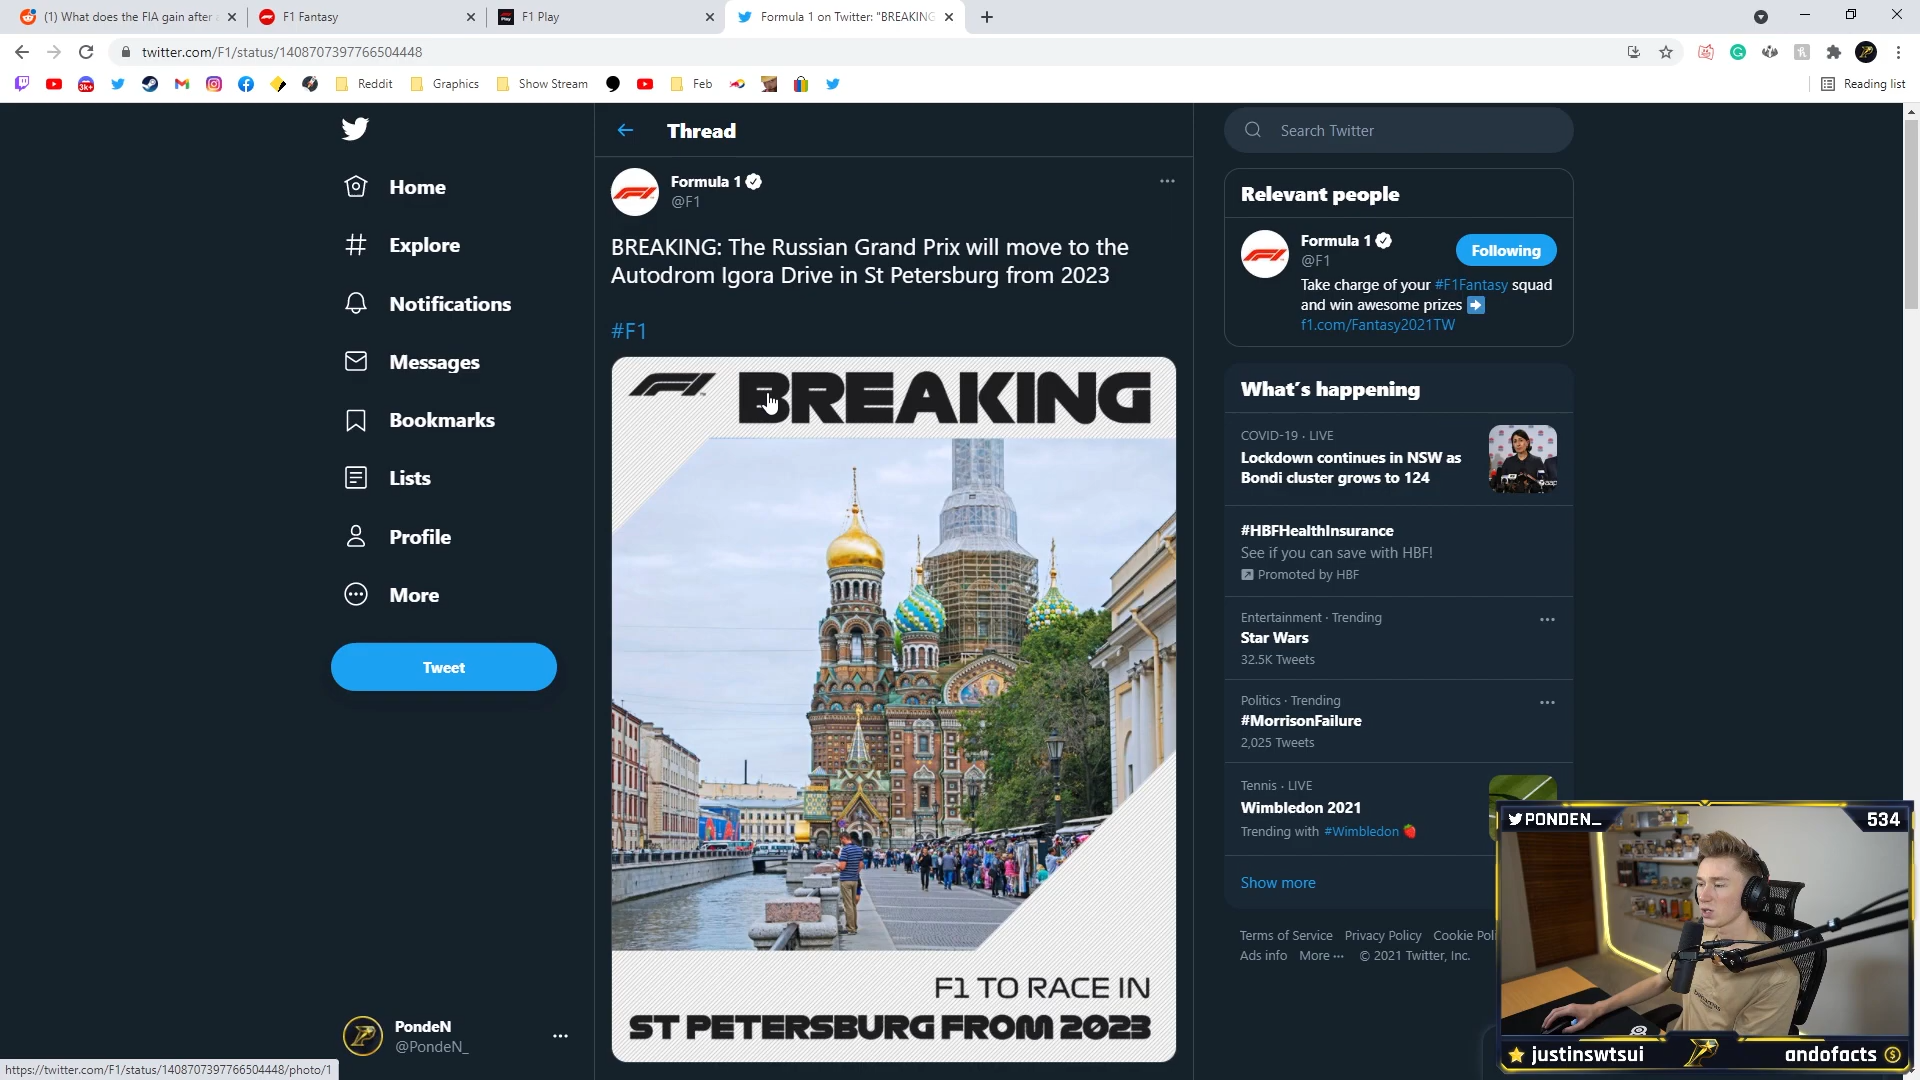 (1) What does the FIA gain after
F1 Fantasy
F1 Play
Formula 1 on Twitter: "BREAKING
twitter.com/F1/status/1408707397766504448
3k+
Reddit
Graphics
Show Stream
Feb
Reading list
Thread
Search Twitter
Formula 1
@F1
BREAKING: The Russian Grand Prix will move to the
Autodrom Igora Drive in St Petersburg from 2023
#F1
BREAKING
F1 TO RACE IN
ST PETERSBURG FROM 2023
Home
Explore
Notifications
Messages
Bookmarks
Lists
Profile
More
Tweet
PondeN
@PondeN_
https://twitter.com/F1/status/1408707397766504448/photo/1
Relevant people
Formula 1
@F1
Following
Take charge of your #F1Fantasy squad
and win awesome prizes
f1.com/Fantasy2021TW
What's happening
COVID-19 · LIVE
Lockdown continues in NSW as
Bondi cluster grows to 124
#HBFHealthInsurance
See if you can save with HBF!
Promoted by HBF
Entertainment · Trending
Star Wars
32.5K Tweets
Politics · Trending
#MorrisonFailure
2,025 Tweets
Tennis · LIVE
Wimbledon 2021
Trending with #Wimbledon
Show more
Terms of Service Privacy Policy Cookie Poli
Ads info More ··· © 2021 Twitter, Inc.
PONDEN_
534
justinswtsui
andofacts